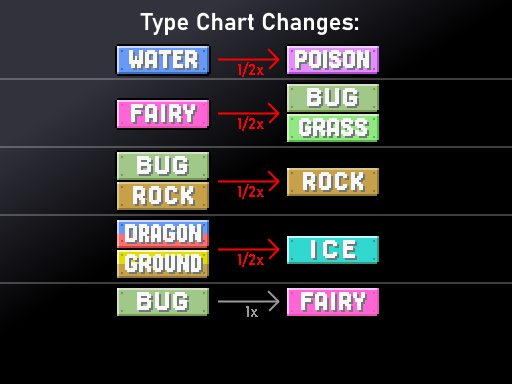 Type Chart Changes:
WATER 1/2x POISON
FAIRY 1/2x BUG
GRASS
BUG
ROCK 1/2x ROCK
DRAGON
GROUND 1/2x ICE
BUG 1x FAIRY